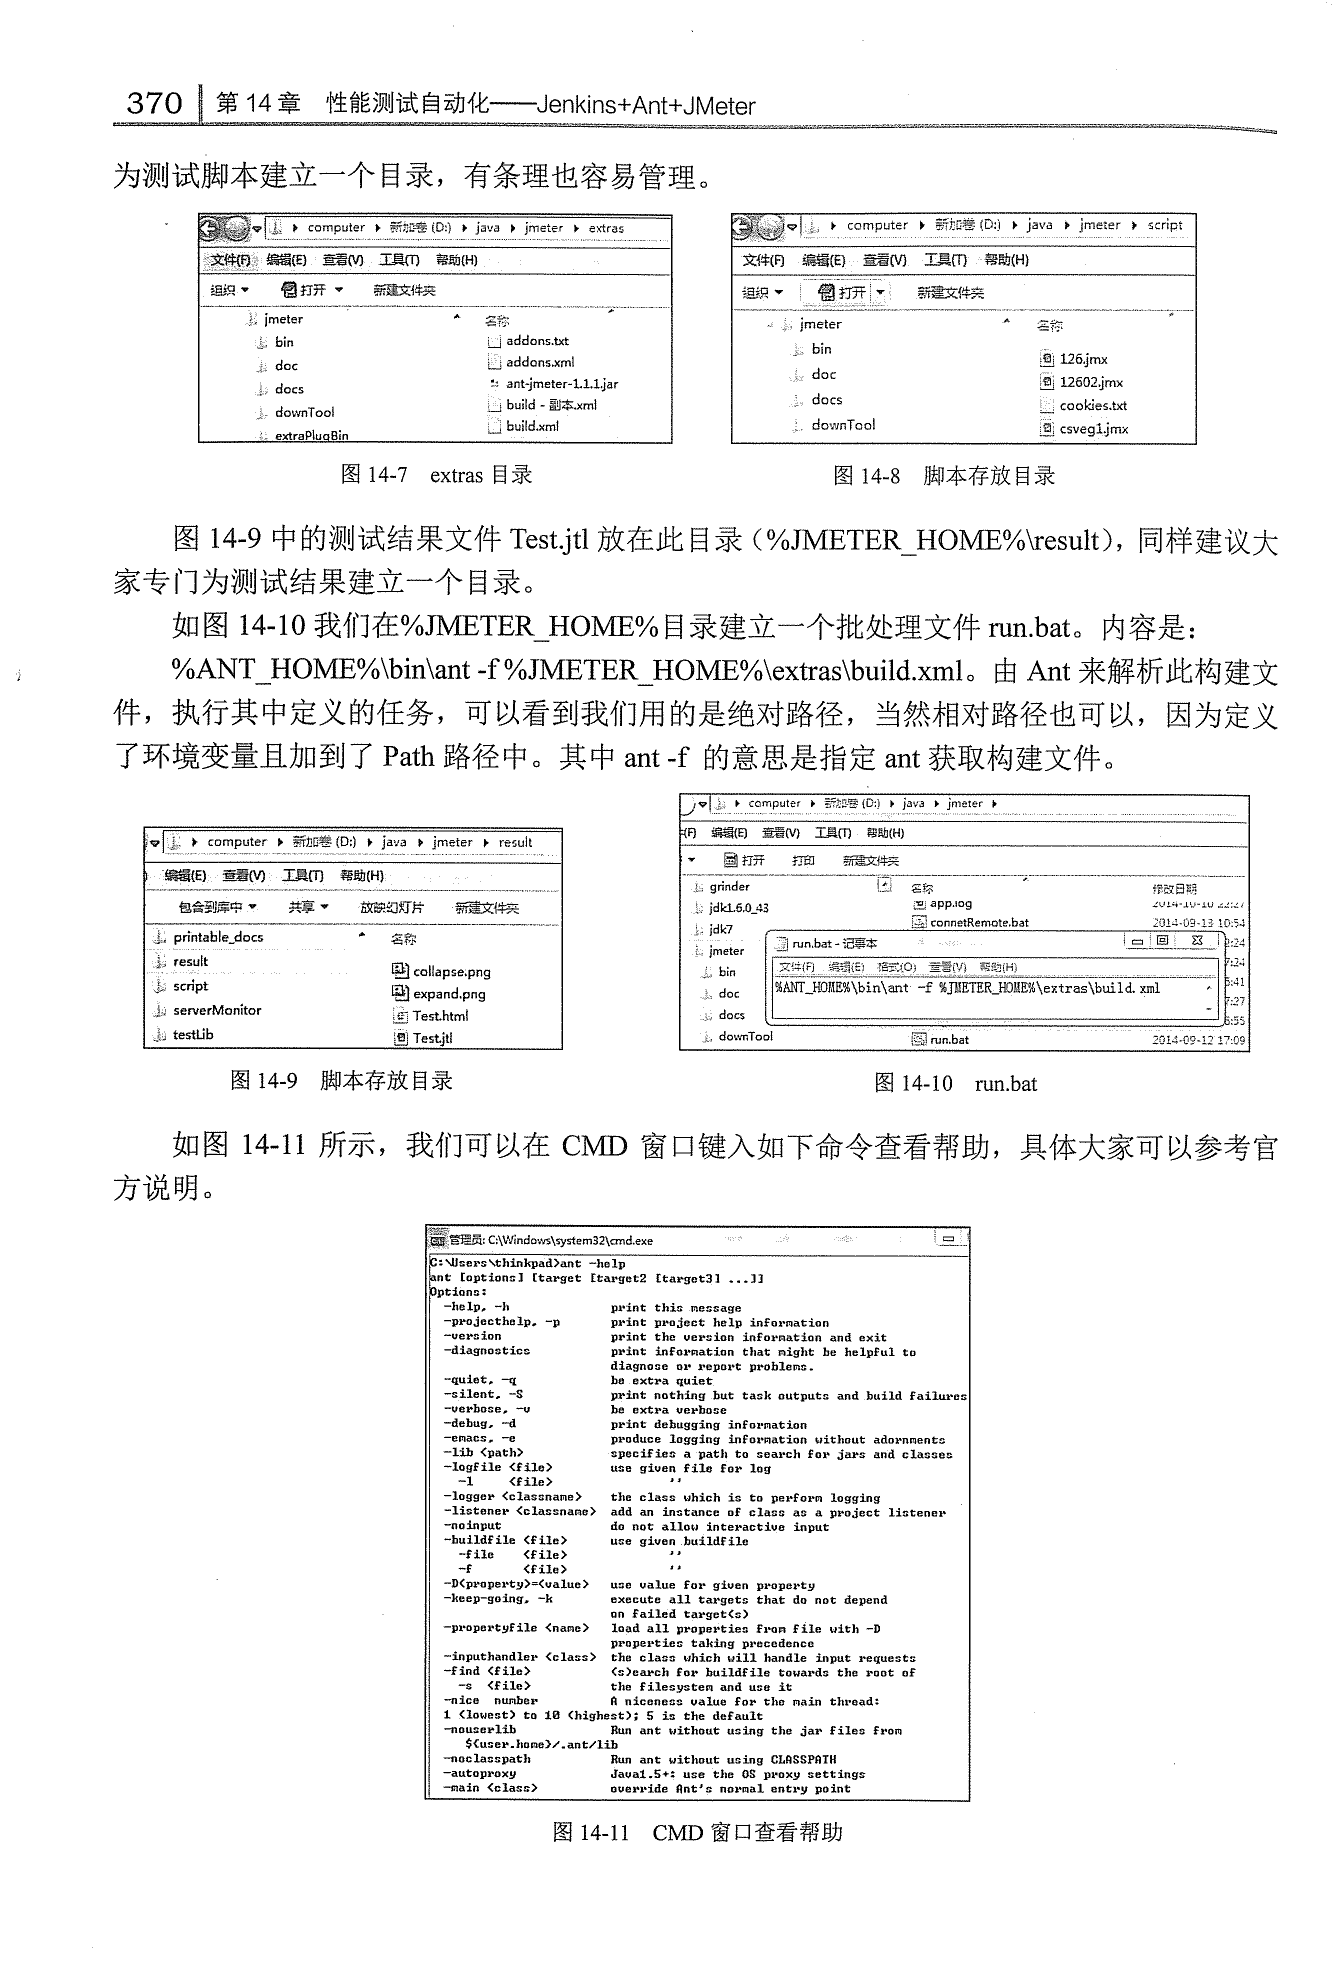 370 第14章 性能测试自动化——Jenkins+Ant+JMeter
为测试脚本建立一个目录，有条理也容易管理。
computer ▸ 新加卷 (D:) ▸ java ▸ jmeter ▸ extras
文件(F) 编辑(E) 查看(V) 工具(T) 帮助(H)
组织 打开 新建文件夹
jmeter 名称
bin addons.txt
doc addons.xml
docs ant-jmeter-1.1.1.jar
downTool build - 副本.xml
extraPlugBin build.xml
computer ▸ 新加卷 (D:) ▸ java ▸ jmeter ▸ script
文件(F) 编辑(E) 查看(V) 工具(T) 帮助(H)
组织 打开 新建文件夹
jmeter 名称
bin 126.jmx
doc 12602.jmx
docs cookies.txt
downTool csveg1.jmx
图 14-7 extras 目录
图 14-8 脚本存放目录
图 14-9 中的测试结果文件 Test.jtl 放在此目录（%JMETER_HOME%\result），同样建议大
家专门为测试结果建立一个目录。
如图 14-10 我们在%JMETER_HOME%目录建立一个批处理文件 run.bat。内容是：
%ANT_HOME%\bin\ant -f %JMETER_HOME%\extras\build.xml。由 Ant 来解析此构建文
件，执行其中定义的任务，可以看到我们用的是绝对路径，当然相对路径也可以，因为定义
了环境变量且加到了 Path 路径中。其中 ant -f 的意思是指定 ant 获取构建文件。
computer ▸ 新加卷 (D:) ▸ java ▸ jmeter ▸ result
编辑(E) 查看(V) 工具(T) 帮助(H)
包含到库中 共享 放映幻灯片 新建文件夹
printable_docs 名称
result collapse.png
script expand.png
serverMonitor Test.html
testLib Test.jtl
computer ▸ 新加卷 (D:) ▸ java ▸ jmeter ▸
(F) 编辑(E) 查看(V) 工具(T) 帮助(H)
打开 打印 新建文件夹
grinder 名称 修改日期
jdk1.6.0_43 app.log
jdk7 connetRemote.bat 2014-09-13 10:54
jmeter run.bat - 记事本
bin 文件(F) 编辑(E) 格式(O) 查看(V) 帮助(H)
doc %ANT_HOME%\bin\ant -f %JMETER_HOME%\extras\build.xml
docs
downTool run.bat 2014-09-12 17:09
图 14-9 脚本存放目录
图 14-10 run.bat
如图 14-11 所示，我们可以在 CMD 窗口键入如下命令查看帮助，具体大家可以参考官
方说明。
管理员: C:\Windows\system32\cmd.exe
C:\Users\thinkpad>ant -help
ant [options] [target [target2 [target3] ...]]
Options:
-help, -h print this message
-projecthelp, -p print project help information
-version print the version information and exit
-diagnostics print information that might be helpful to
diagnose or report problems.
-quiet, -q be extra quiet
-silent, -S print nothing but task outputs and build failures
-verbose, -v be extra verbose
-debug, -d print debugging information
-emacs, -e produce logging information without adornments
-lib <path> specifies a path to search for jars and classes
-logfile <file> use given file for log
-l <file> ''
-logger <classname> the class which is to perform logging
-listener <classname> add an instance of class as a project listener
-noinput do not allow interactive input
-buildfile <file> use given buildfile
-file <file> ''
-f <file> ''
-D<property>=<value> use value for given property
-keep-going, -k execute all targets that do not depend
on failed target(s)
-propertyfile <name> load all properties from file with -D
properties taking precedence
-inputhandler <class> the class which will handle input requests
-find <file> (s)earch for buildfile towards the root of
-s <file> the filesystem and use it
-nice number A niceness value for the main thread:
1 (lowest) to 10 (highest); 5 is the default
-nouserlib Run ant without using the jar files from
${user.home}/.ant/lib
-noclasspath Run ant without using CLASSPATH
-autoproxy Java1.5+: use the OS proxy settings
-main <class> override Ant's normal entry point
图 14-11 CMD 窗口查看帮助